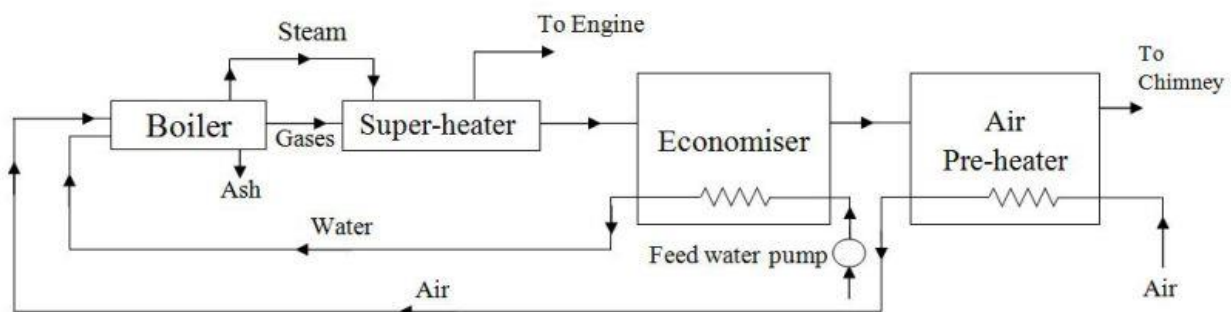 Steam
To Engine
To
Chimney
Boiler
Gases
Super-heater
Economiser
Air
Pre-heater
Ash
Water
Feed water pump
Air
Air